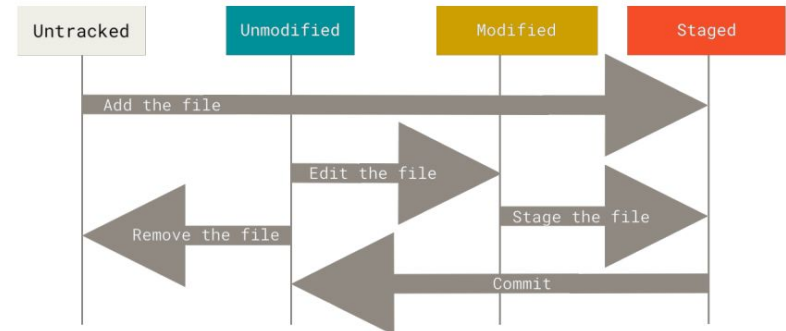 Untracked
Unmodified
Modified
Staged
Add the file
Edit the file
Stage the file
Remove the file
Commit